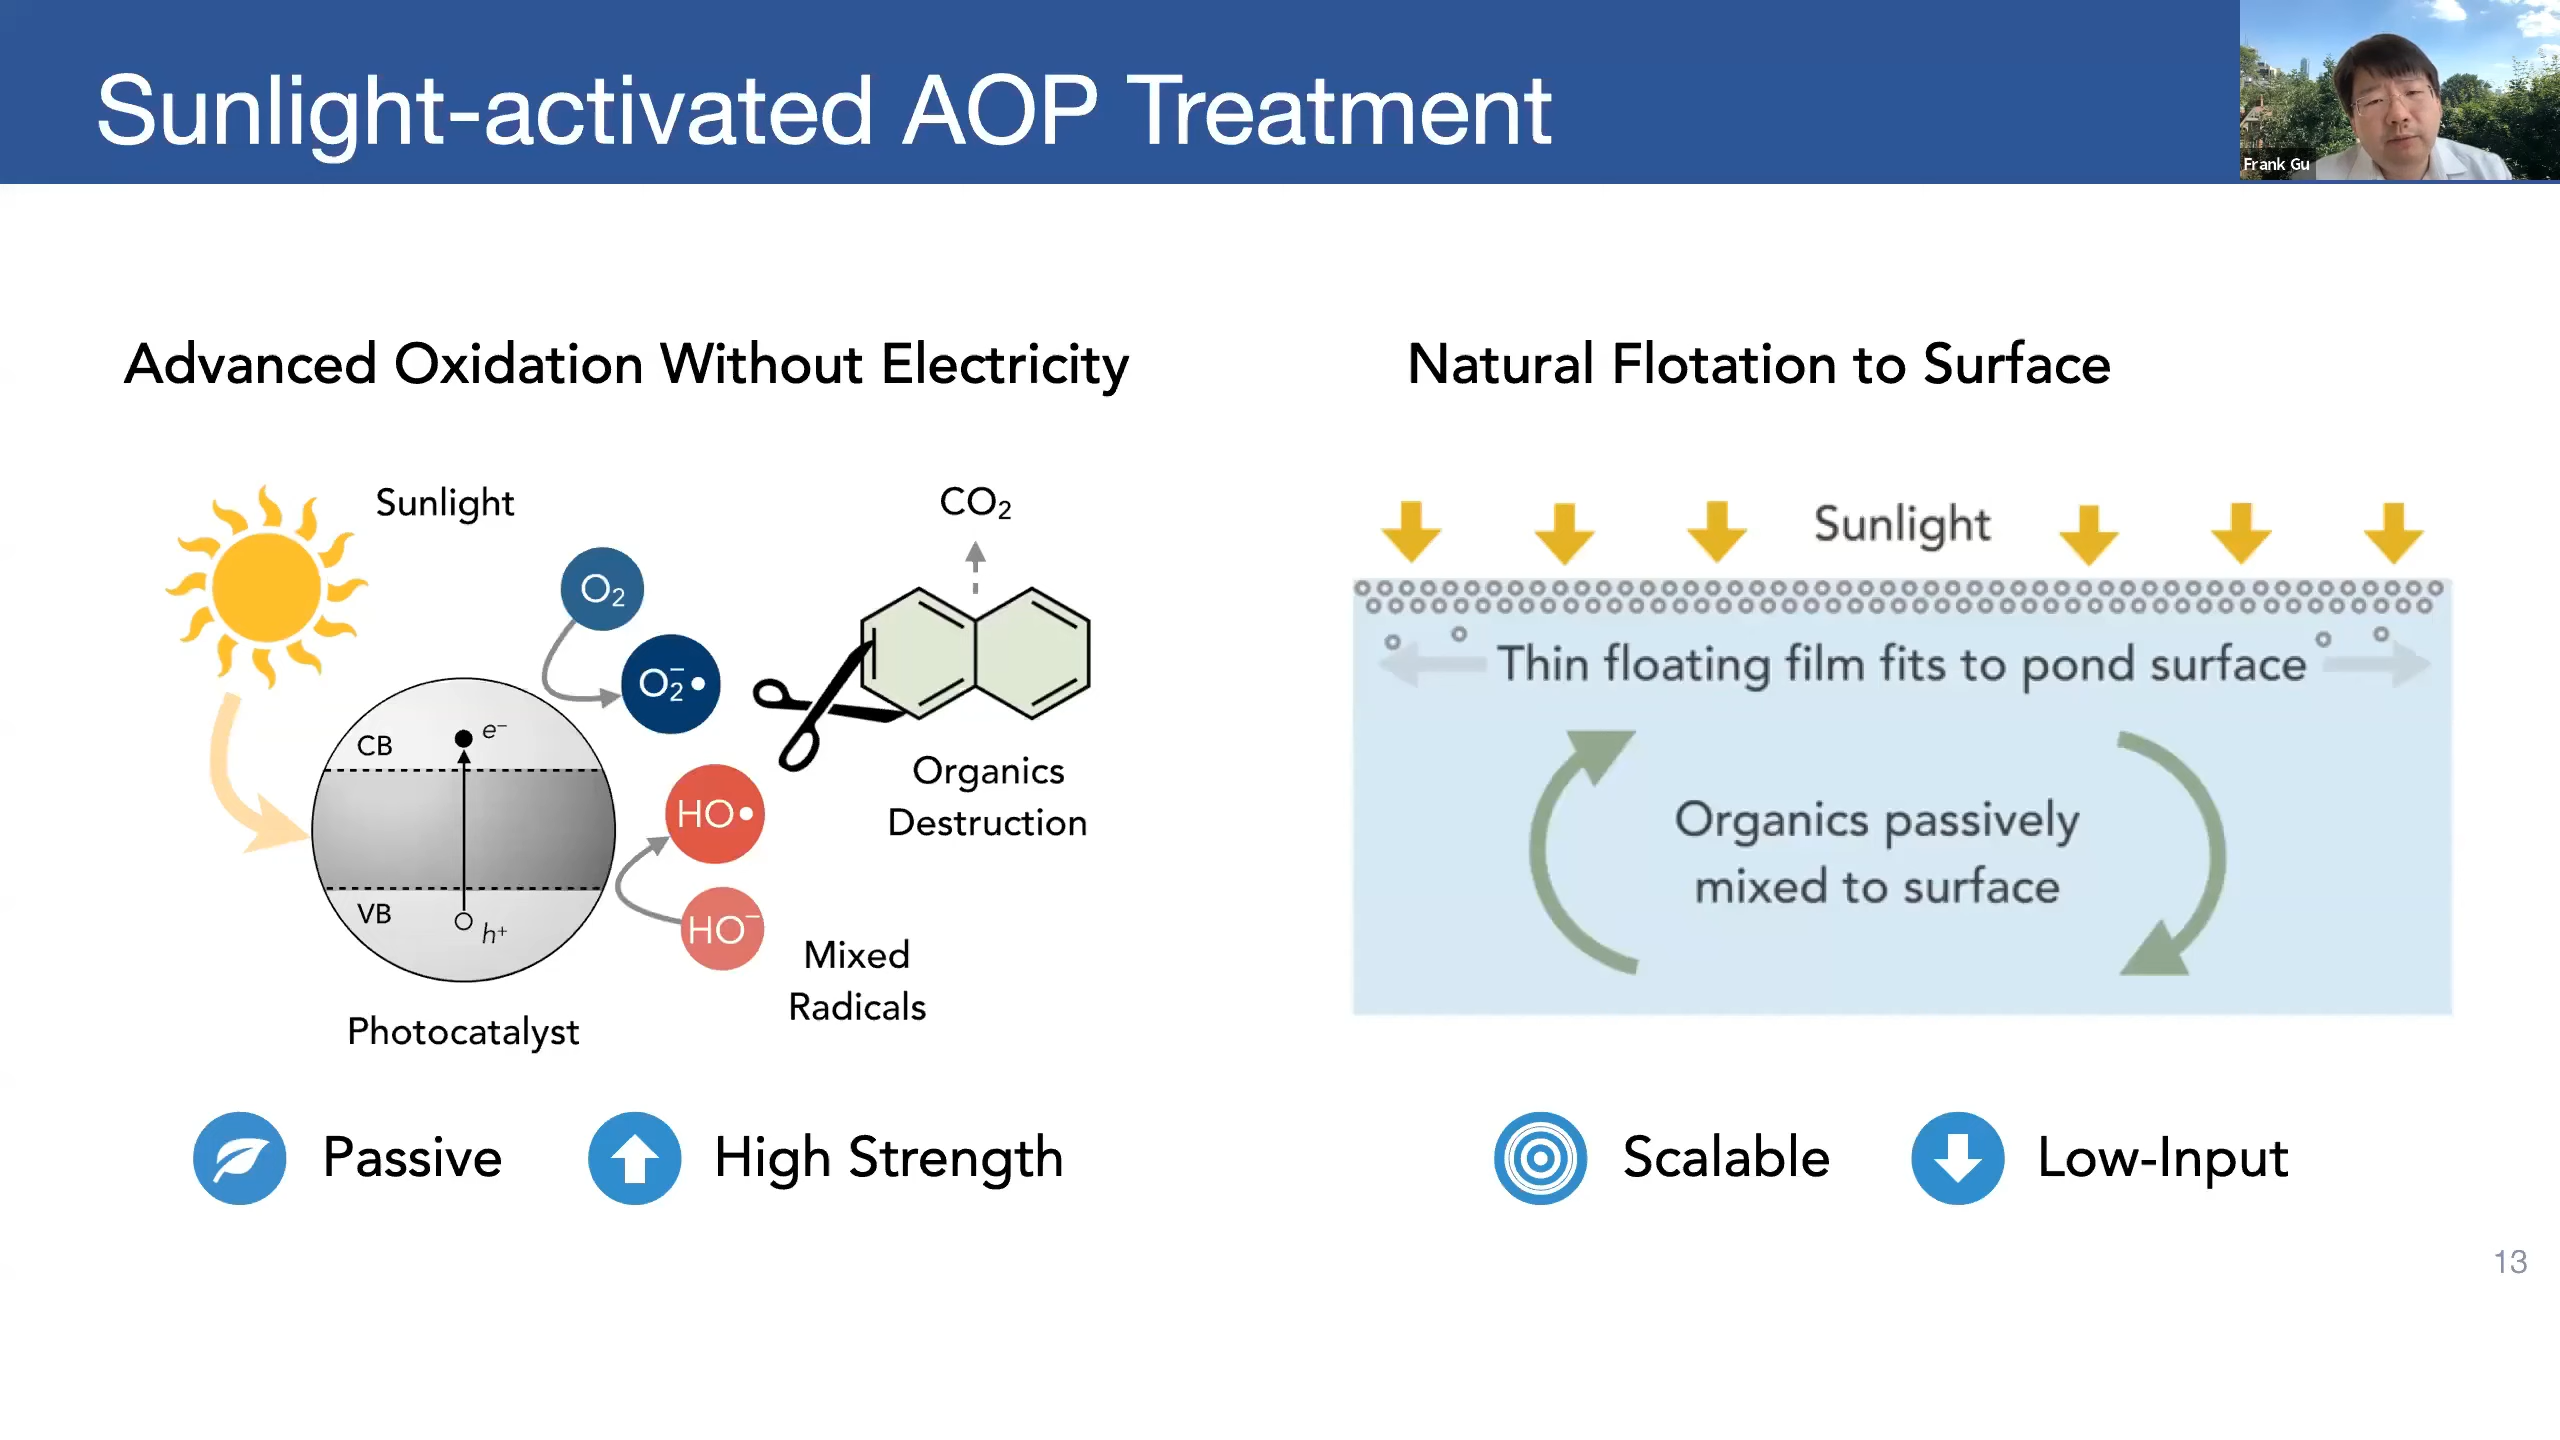 Sunlight-activated AOP Treatment
Frank Gu
Advanced Oxidation Without Electricity
Sunlight
CO₂
O₂
O₂⁻•
CB
e⁻
VB
h⁺
HO•
HO⁻
Organics
Destruction
Mixed
Radicals
Photocatalyst
Passive
High Strength
Natural Flotation to Surface
Sunlight
Thin floating film fits to pond surface
Organics passively
mixed to surface
Scalable
Low-Input
13